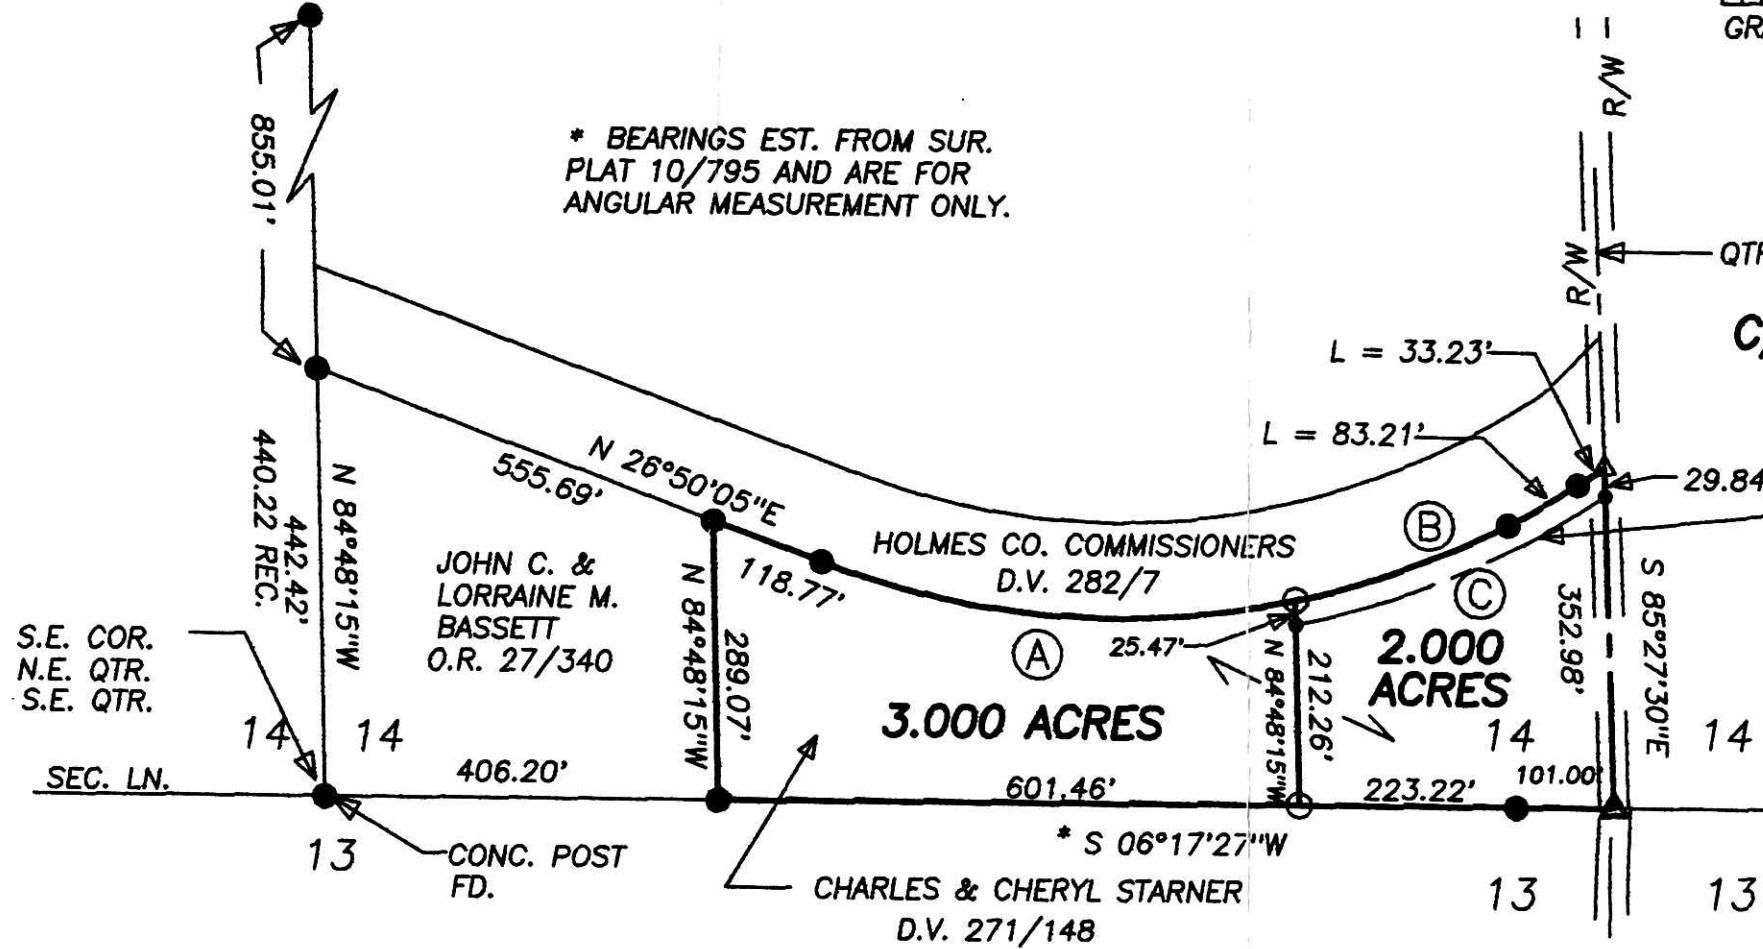 GR
R/W
855.01'
* BEARINGS EST. FROM SUR.
PLAT 10/795 AND ARE FOR
ANGULAR MEASUREMENT ONLY.
R/W
QTR
L = 33.23'
L = 83.21'
N 26°50'05"E
555.69'
29.84
HOLMES CO. COMMISSIONERS
D.V. 282/7
B
C
A
118.77'
N 84°48'15"W
442.42'
440.22 REC.
JOHN C. &
LORRAINE M.
BASSETT
O.R. 27/340
N 84°48'15"W
289.07'
25.47'
N 84°48'15"W
212.26'
2.000
ACRES
352.98'
S 85°27'30"E
S.E. COR.
N.E. QTR.
S.E. QTR.
3.000 ACRES
14
14
14
14
SEC. LN.
406.20'
601.46'
223.22'
101.00'
* S 06°17'27"W
13
CONC. POST
FD.
CHARLES & CHERYL STARNER
D.V. 271/148
13
13